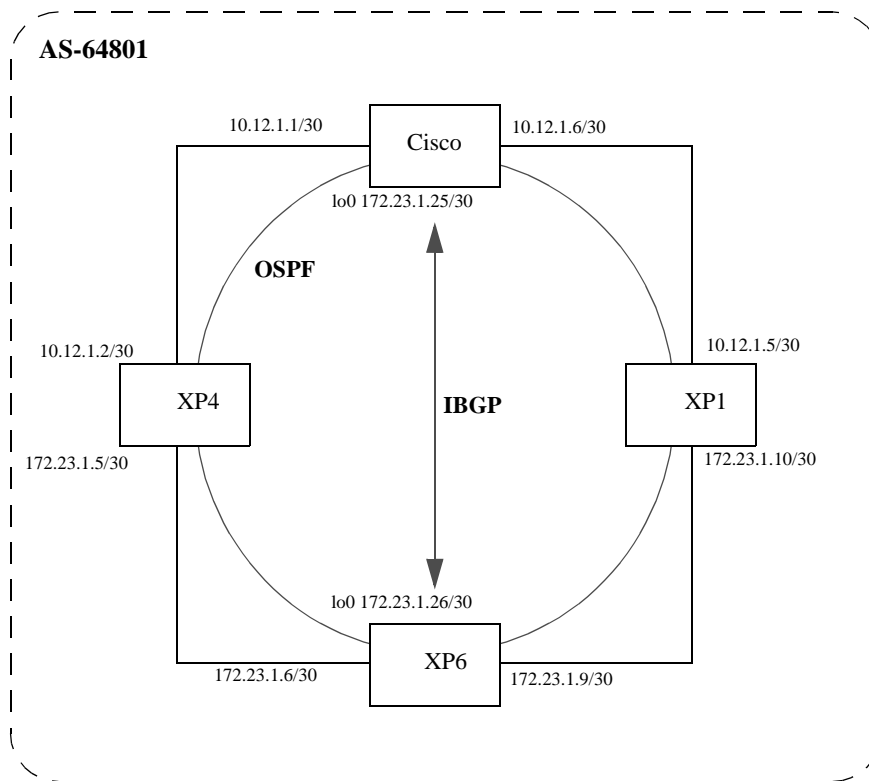 AS-64801
10.12.1.1/30
10.12.1.6/30
Cisco
lo0 172.23.1.25/30
OSPF
10.12.1.2/30
10.12.1.5/30
XP4
IBGP
XP1
172.23.1.5/30
172.23.1.10/30
lo0 172.23.1.26/30
XP6
172.23.1.6/30
172.23.1.9/30